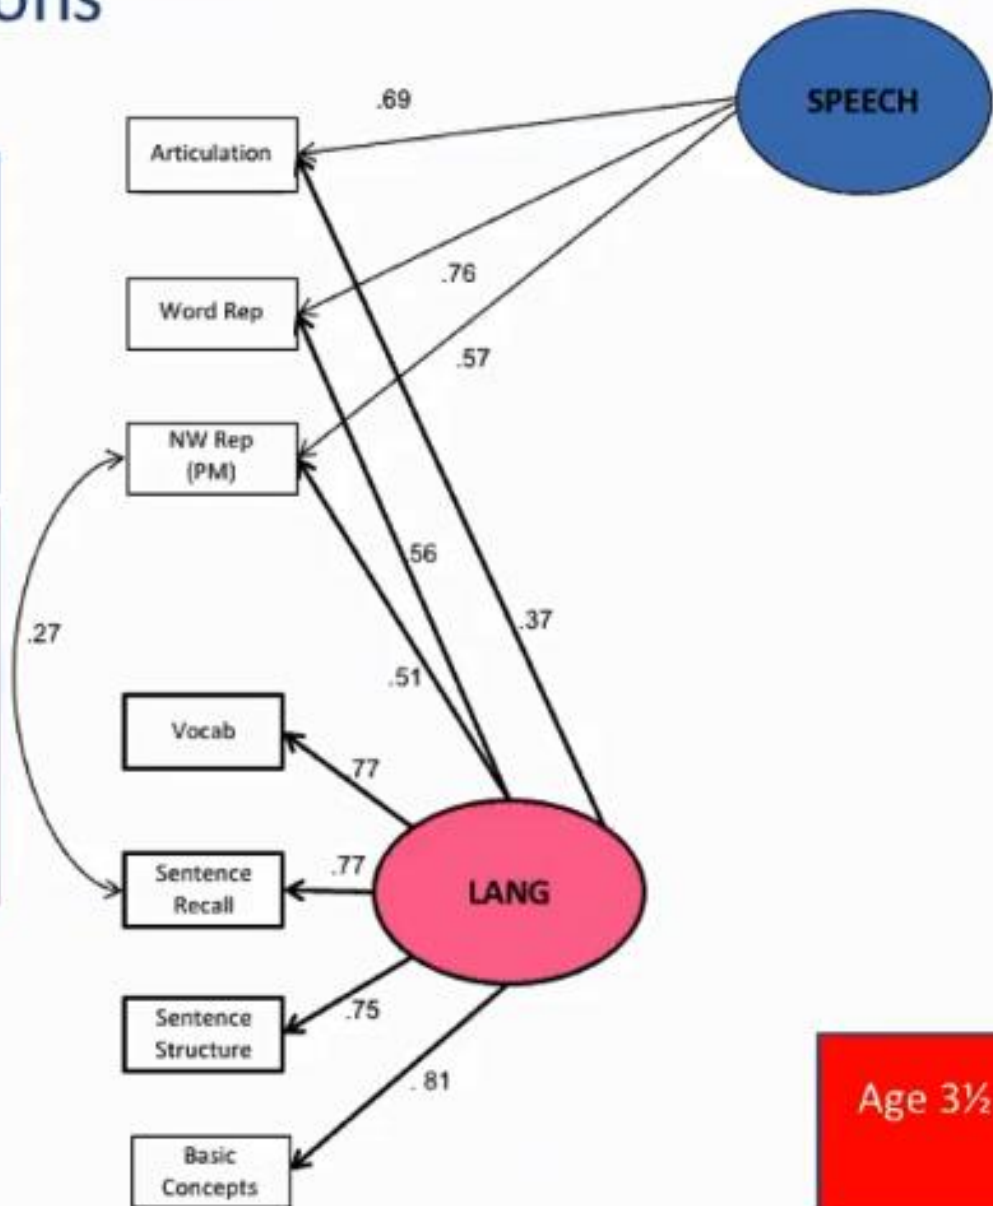 .69
SPEECH
Articulation
.76
Word Rep
.57
NW Rep
(PM)
.56
.37
.27
.51
Vocab
.77
Sentence
Recall
.77
LANG
Sentence
Structure
.75
. 81
Age 3½
Basic
Concepts